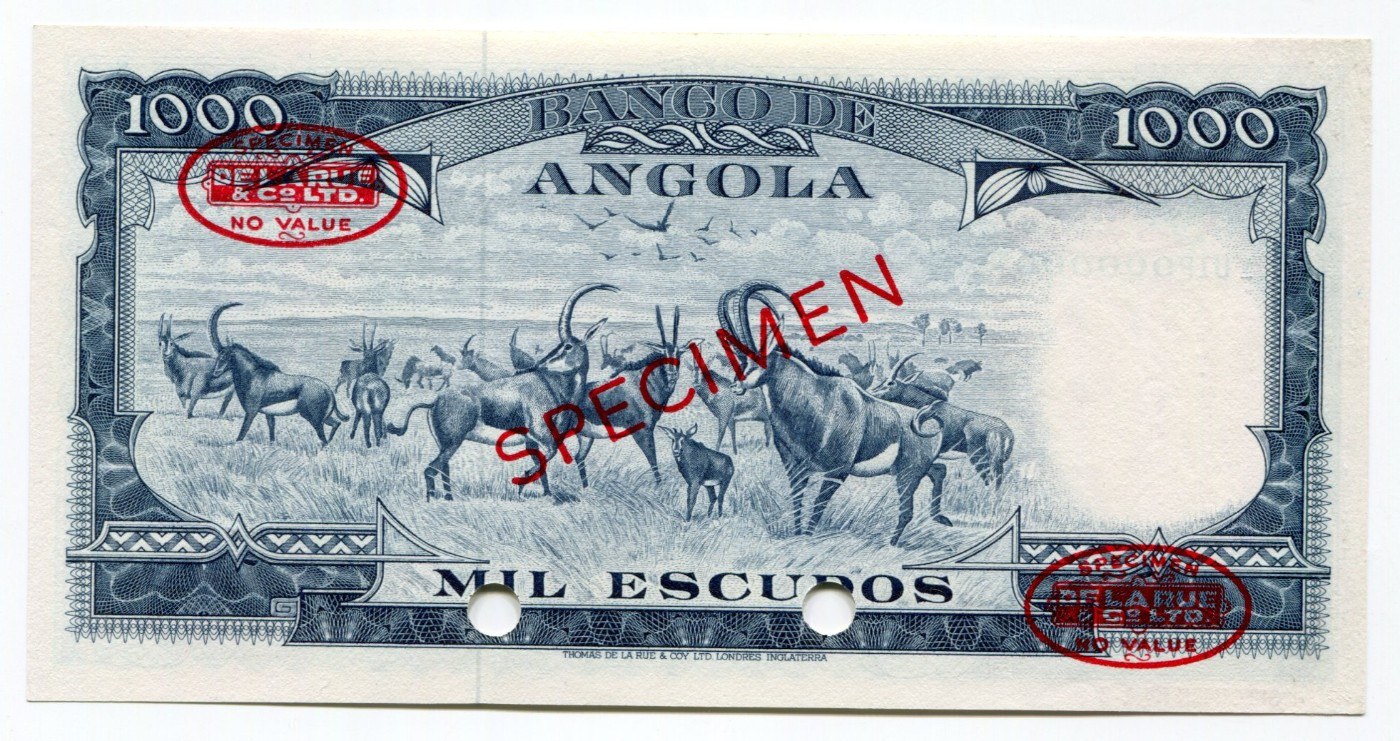 1000
BANCO DE
1000
ANGOLA
SPECIMEN
DE LA RUE
& CO LTD.
NO VALUE
SPECIMEN
MIL ESCUDOS
SPECIMEN
DE LA RUE
& CO LTD.
NO VALUE
G
THOMAS DE LA RUE & COY LTD. LONDRES INGLATERRA